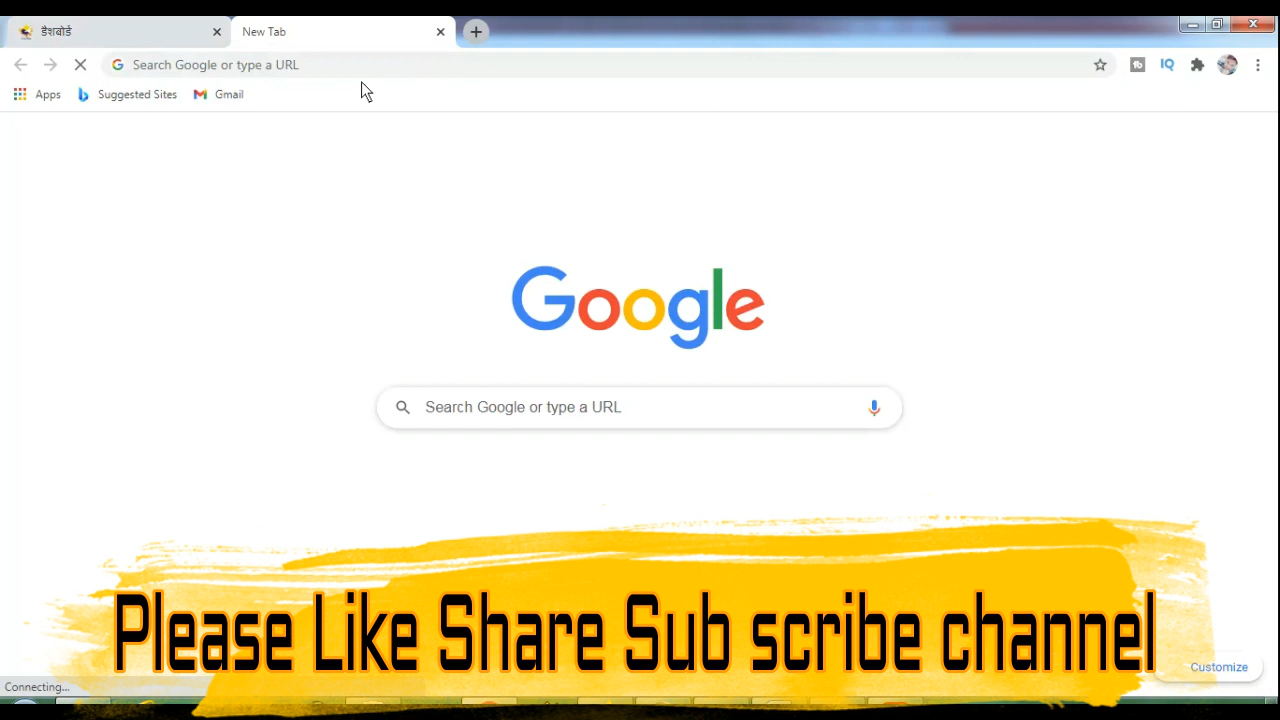 डैशबोर्ड
New Tab
Search Google or type a URL
IQ
Apps
Suggested Sites
Gmail
Google
Search Google or type a URL
Please Like Share Sub scribe channel
Customize
Connecting...